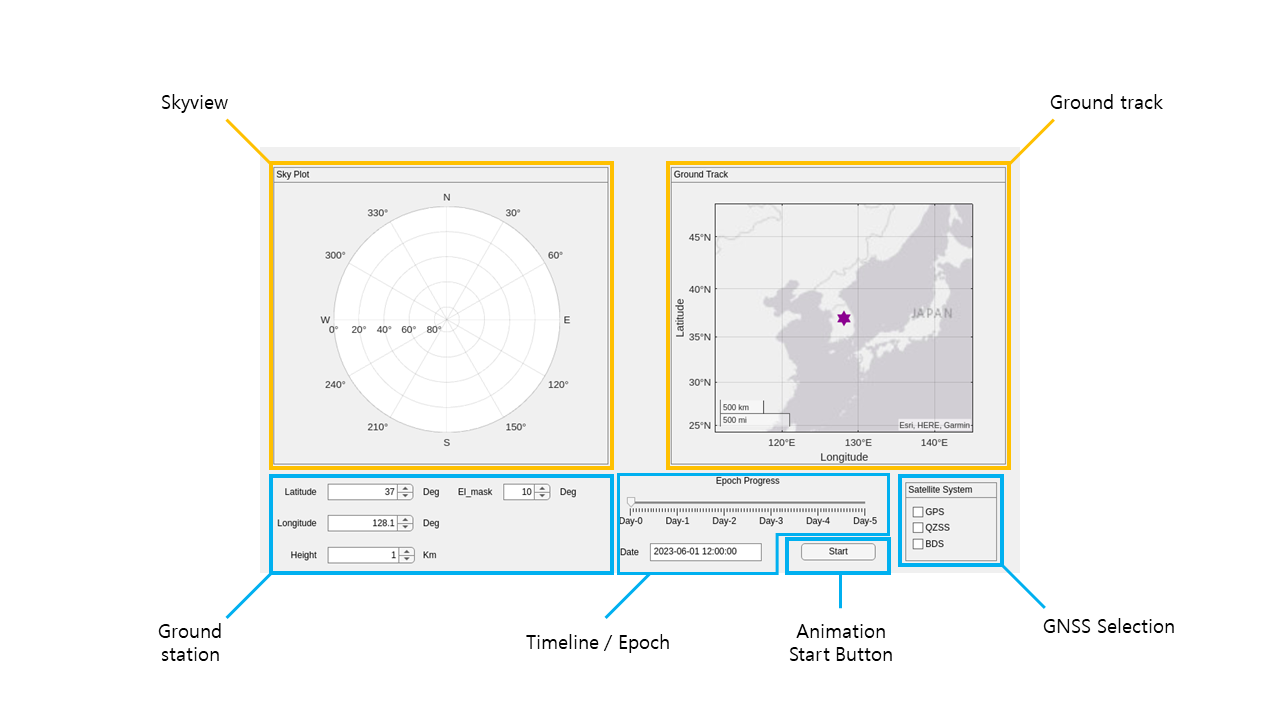 Skyview
Ground track
Sky Plot
N
330°
30°
300°
60°
W
E
0°
20°
40°
60°
80°
240°
120°
210°
150°
S
Ground Track
45°N
40°N
35°N
30°N
25°N
Latitude
JAPAN
500 km
500 mi
Esri, HERE, Garmin
120°E
130°E
140°E
Longitude
Latitude
37
Deg
El_mask
10
Deg
Longitude
128.1
Deg
Height
1
Km
Epoch Progress
Day-0
Day-1
Day-2
Day-3
Day-4
Day-5
Date
2023-06-01 12:00:00
Start
Satellite System
GPS
QZSS
BDS
Ground
station
Timeline / Epoch
Animation
Start Button
GNSS Selection